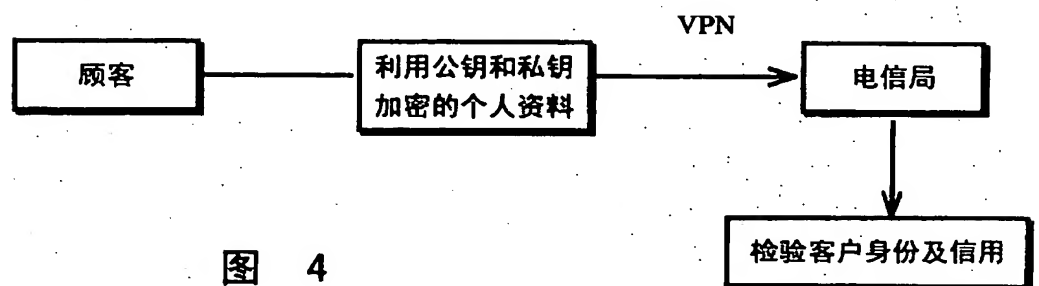 VPN
顾客
利用公钥和私钥
加密的个人资料
电信局
检验客户身份及信用
图 4